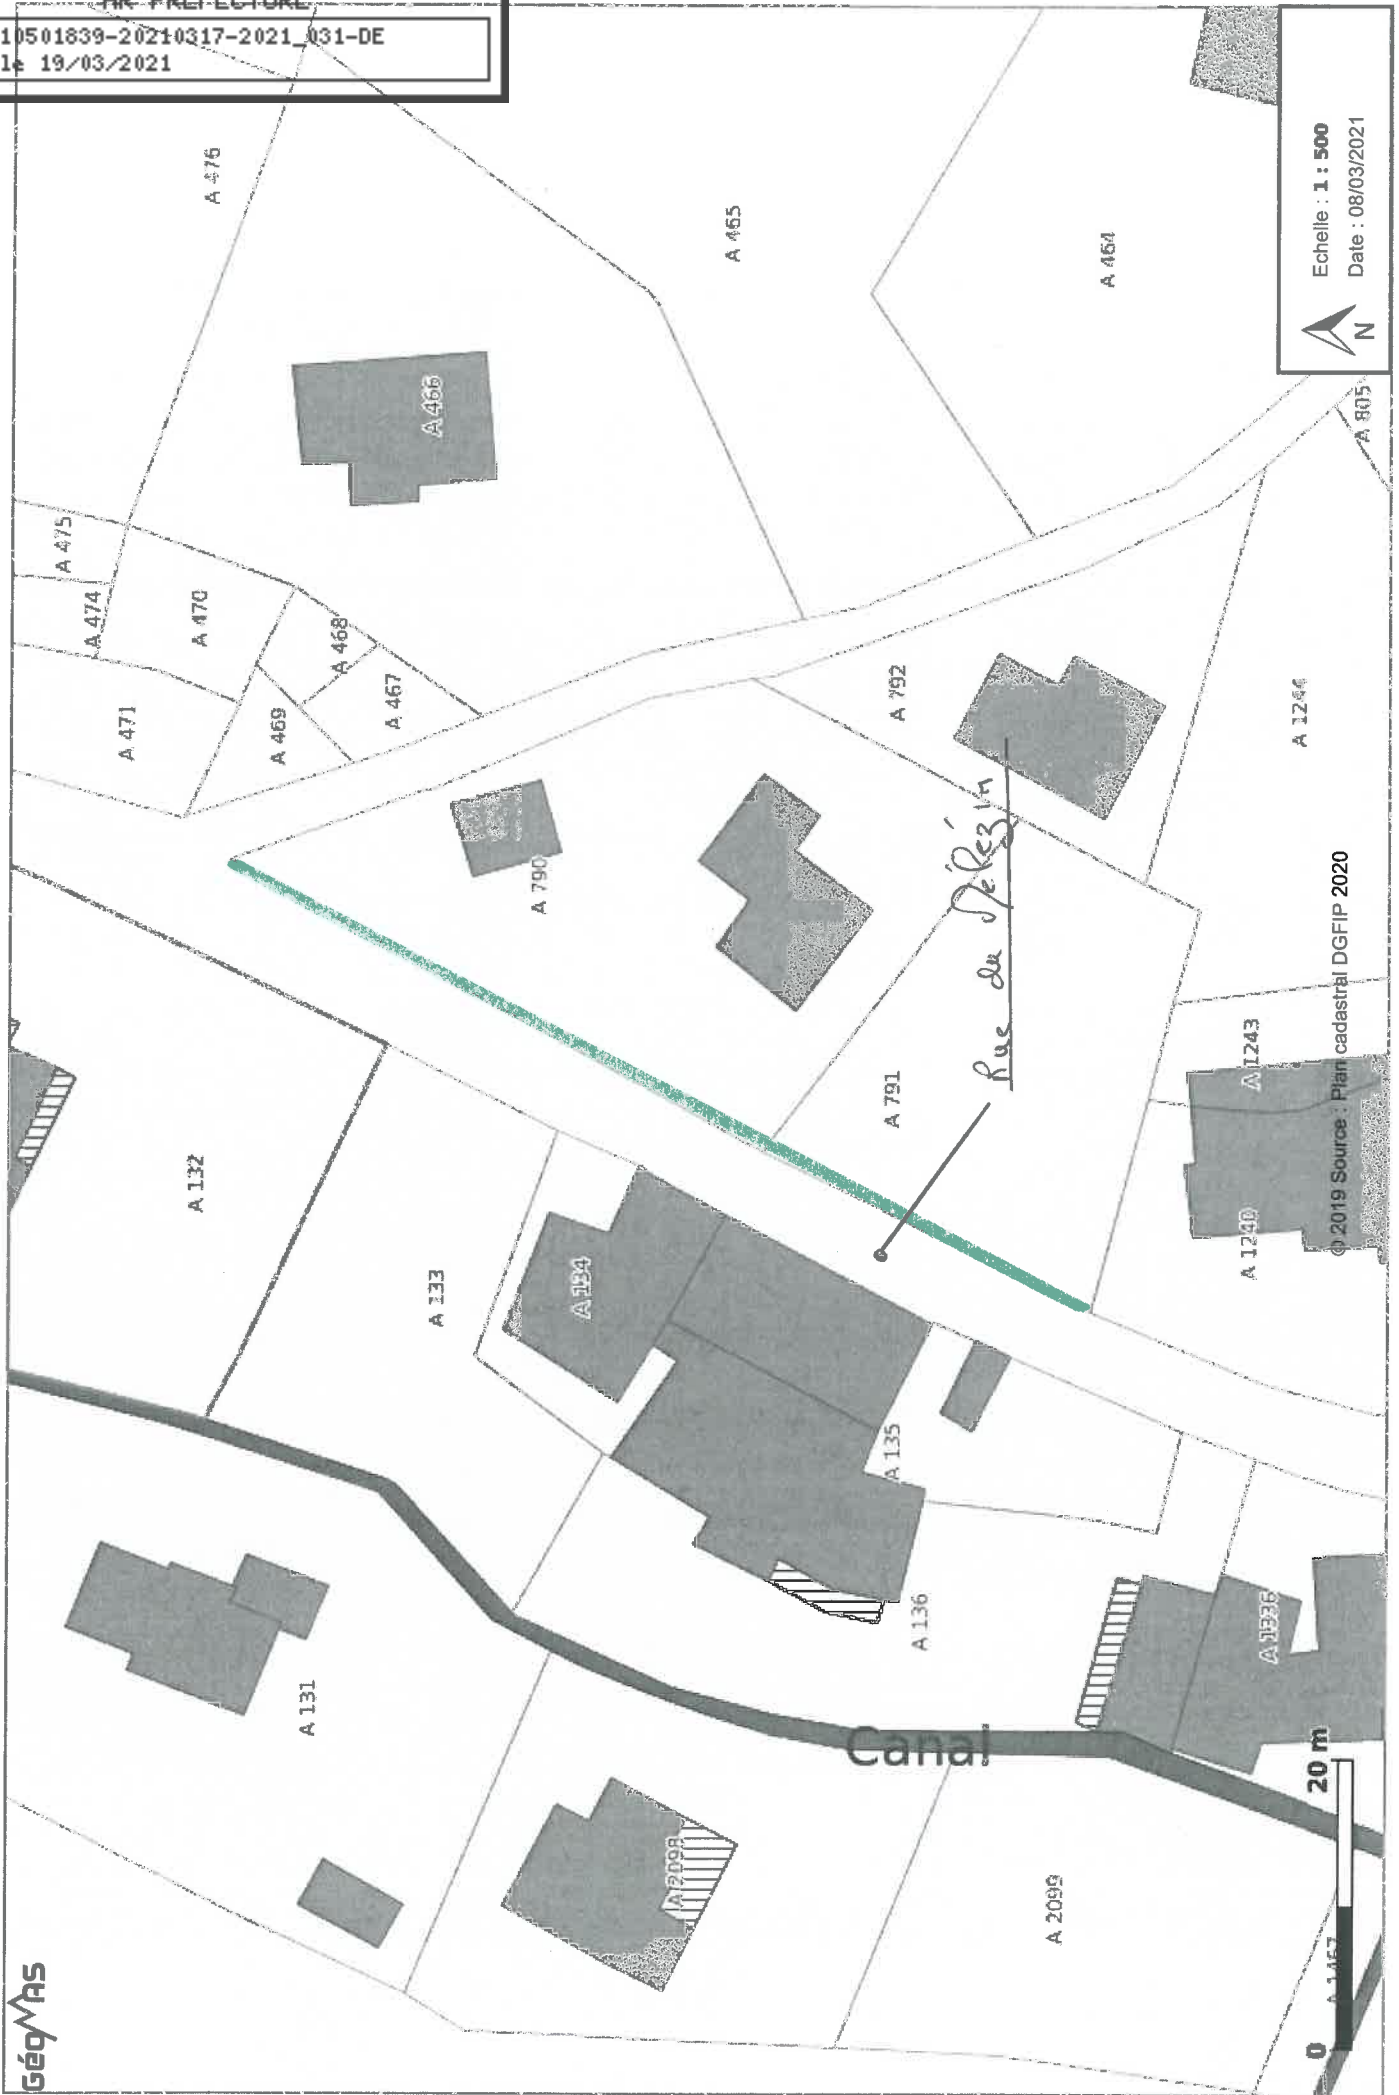 10501839-20210317-2021_031-DE
le 19/03/2021
GéoMAS
A 476
A 465
A 464
A 466
A 475
A 474
A 470
A 471
A 468
A 469
A 467
A 792
A 790
A 791
A 1244
A 805
A 132
A 133
A 134
A 135
A 136
A 131
A 1243
A 1240
A 1336
A 2098
A 2099
A 1467
Canal
Rue du
0
20 m
Echelle : 1 : 500
Date : 08/03/2021
N
© 2019 Source : Plan cadastral DGFIP 2020